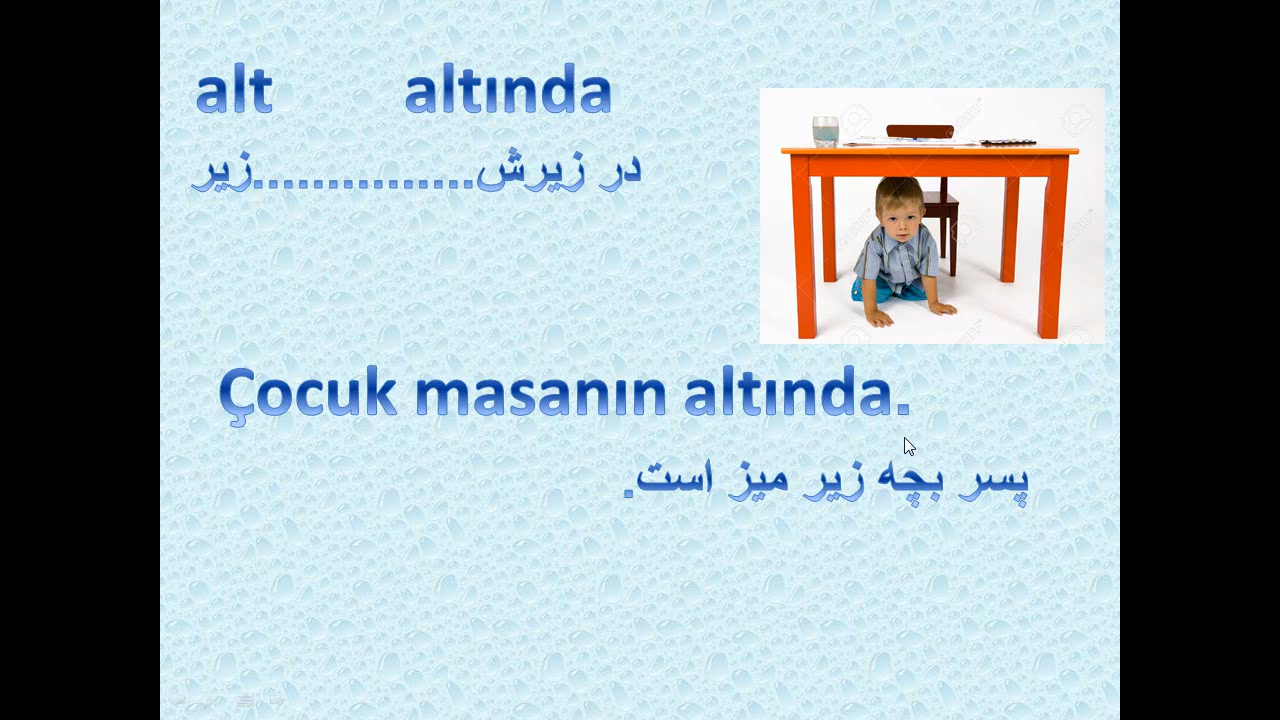 alt altında
در زیرش...............زیر
Çocuk masanın altında.
پسر بچه زیر میز است.